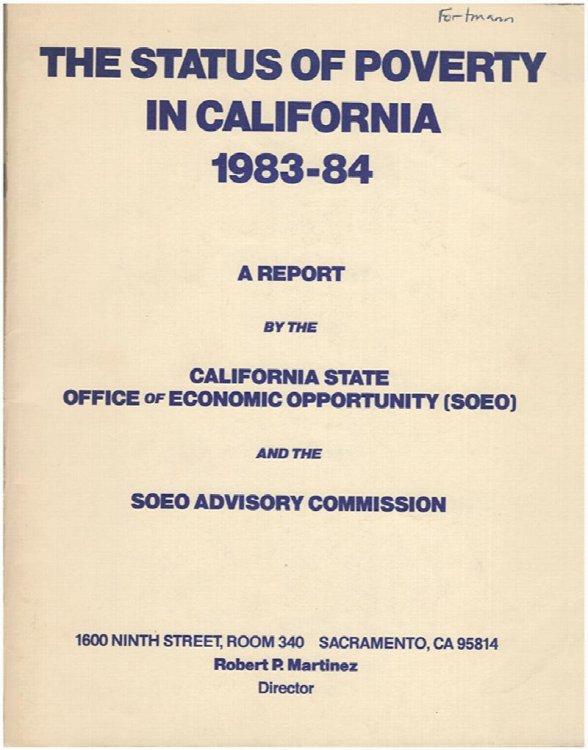 Fortmann
THE STATUS OF POVERTY
IN CALIFORNIA
1983-84
A REPORT
BY THE
CALIFORNIA STATE
OFFICE OF ECONOMIC OPPORTUNITY (SOEO)
AND THE
SOEO ADVISORY COMMISSION
1600 NINTH STREET, ROOM 340 SACRAMENTO, CA 95814
Robert P. Martinez
Director